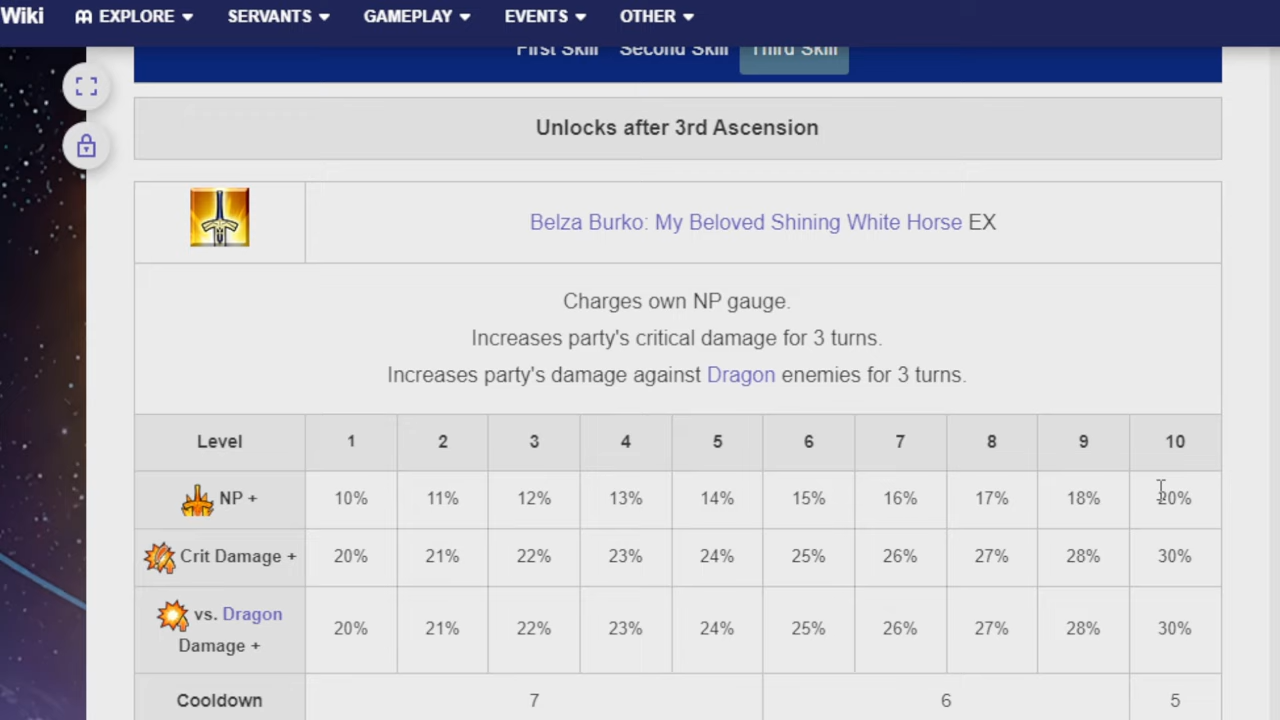 Wiki EXPLORE SERVANTS GAMEPLAY EVENTS OTHER
First Skill Second Skill Third Skill
Unlocks after 3rd Ascension
Belza Burko: My Beloved Shining White Horse EX
Charges own NP gauge.
Increases party's critical damage for 3 turns.
Increases party's damage against Dragon enemies for 3 turns.
Level 1 2 3 4 5 6 7 8 9 10
NP + 10% 11% 12% 13% 14% 15% 16% 17% 18% 20%
Crit Damage + 20% 21% 22% 23% 24% 25% 26% 27% 28% 30%
vs. Dragon
Damage + 20% 21% 22% 23% 24% 25% 26% 27% 28% 30%
Cooldown 7 6 5